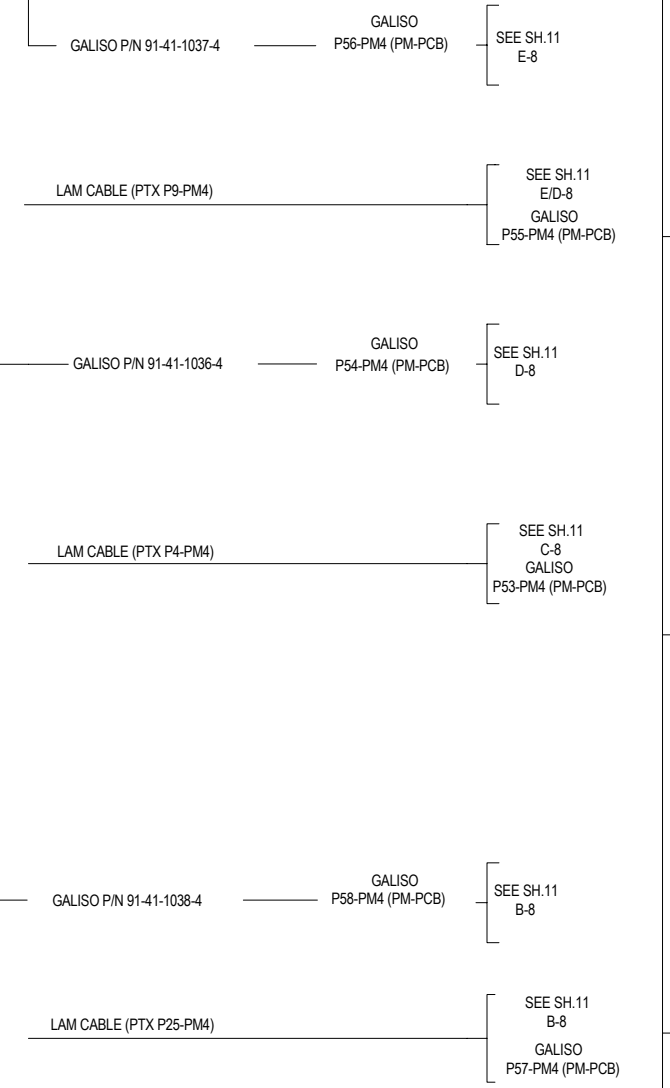 GALISO
GALISO P/N 91-41-1037-4
P56-PM4 (PM-PCB)
SEE SH.11
E-8
LAM CABLE (PTX P9-PM4)
SEE SH.11
E/D-8
GALISO
P55-PM4 (PM-PCB)
GALISO P/N 91-41-1036-4
GALISO
P54-PM4 (PM-PCB)
SEE SH.11
D-8
LAM CABLE (PTX P4-PM4)
SEE SH.11
C-8
GALISO
P53-PM4 (PM-PCB)
GALISO P/N 91-41-1038-4
GALISO
P58-PM4 (PM-PCB)
SEE SH.11
B-8
LAM CABLE (PTX P25-PM4)
SEE SH.11
B-8
GALISO
P57-PM4 (PM-PCB)